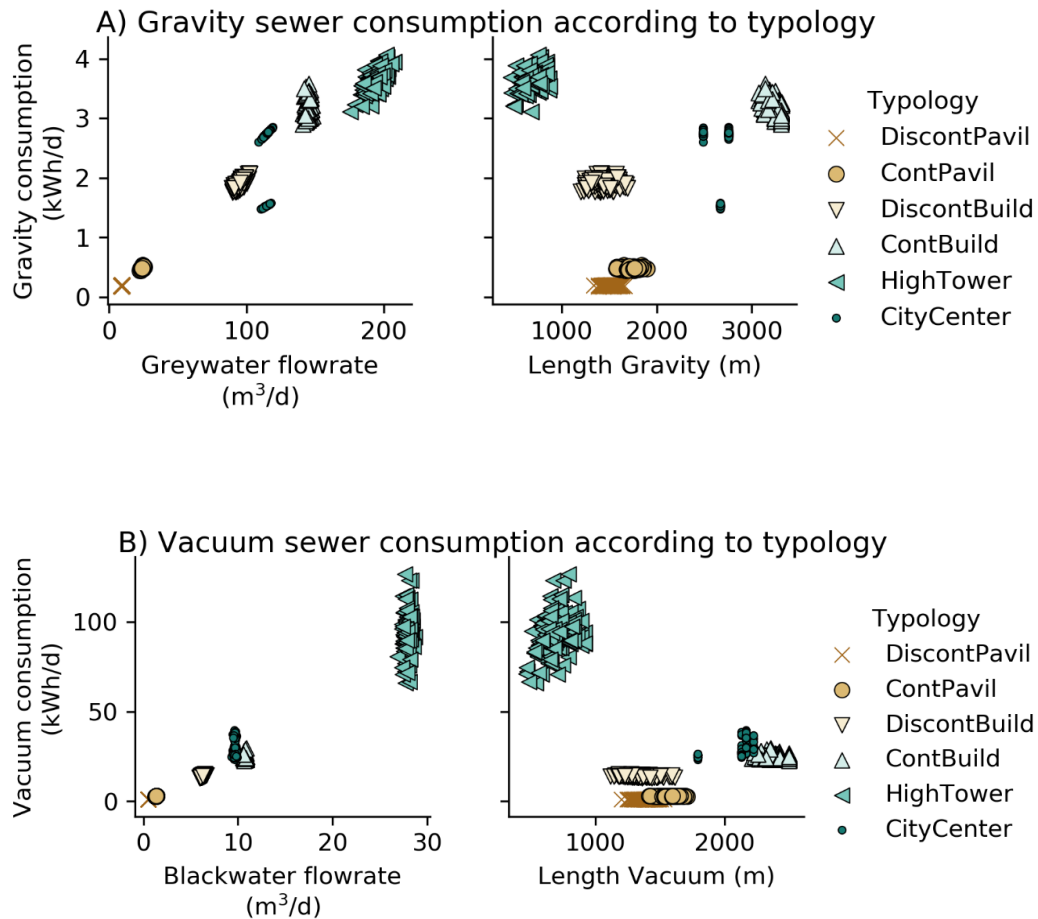 A) Gravity sewer consumption according to typology
Gravity consumption
(kWh/d)
4
3
2
1
0
0
100
200
Greywater flowrate
(m³/d)
1000
2000
3000
Length Gravity (m)
Typology
DiscontPavil
ContPavil
DiscontBuild
ContBuild
HighTower
CityCenter
B) Vacuum sewer consumption according to typology
Vacuum consumption
(kWh/d)
100
50
0
0
10
20
30
Blackwater flowrate
(m³/d)
1000
2000
Length Vacuum (m)
Typology
DiscontPavil
ContPavil
DiscontBuild
ContBuild
HighTower
CityCenter